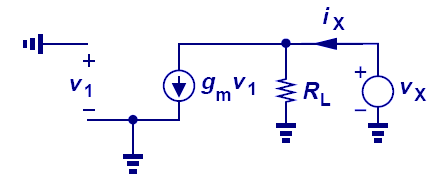 iX
+
v1
−
gmv1
RL
+
vX
−